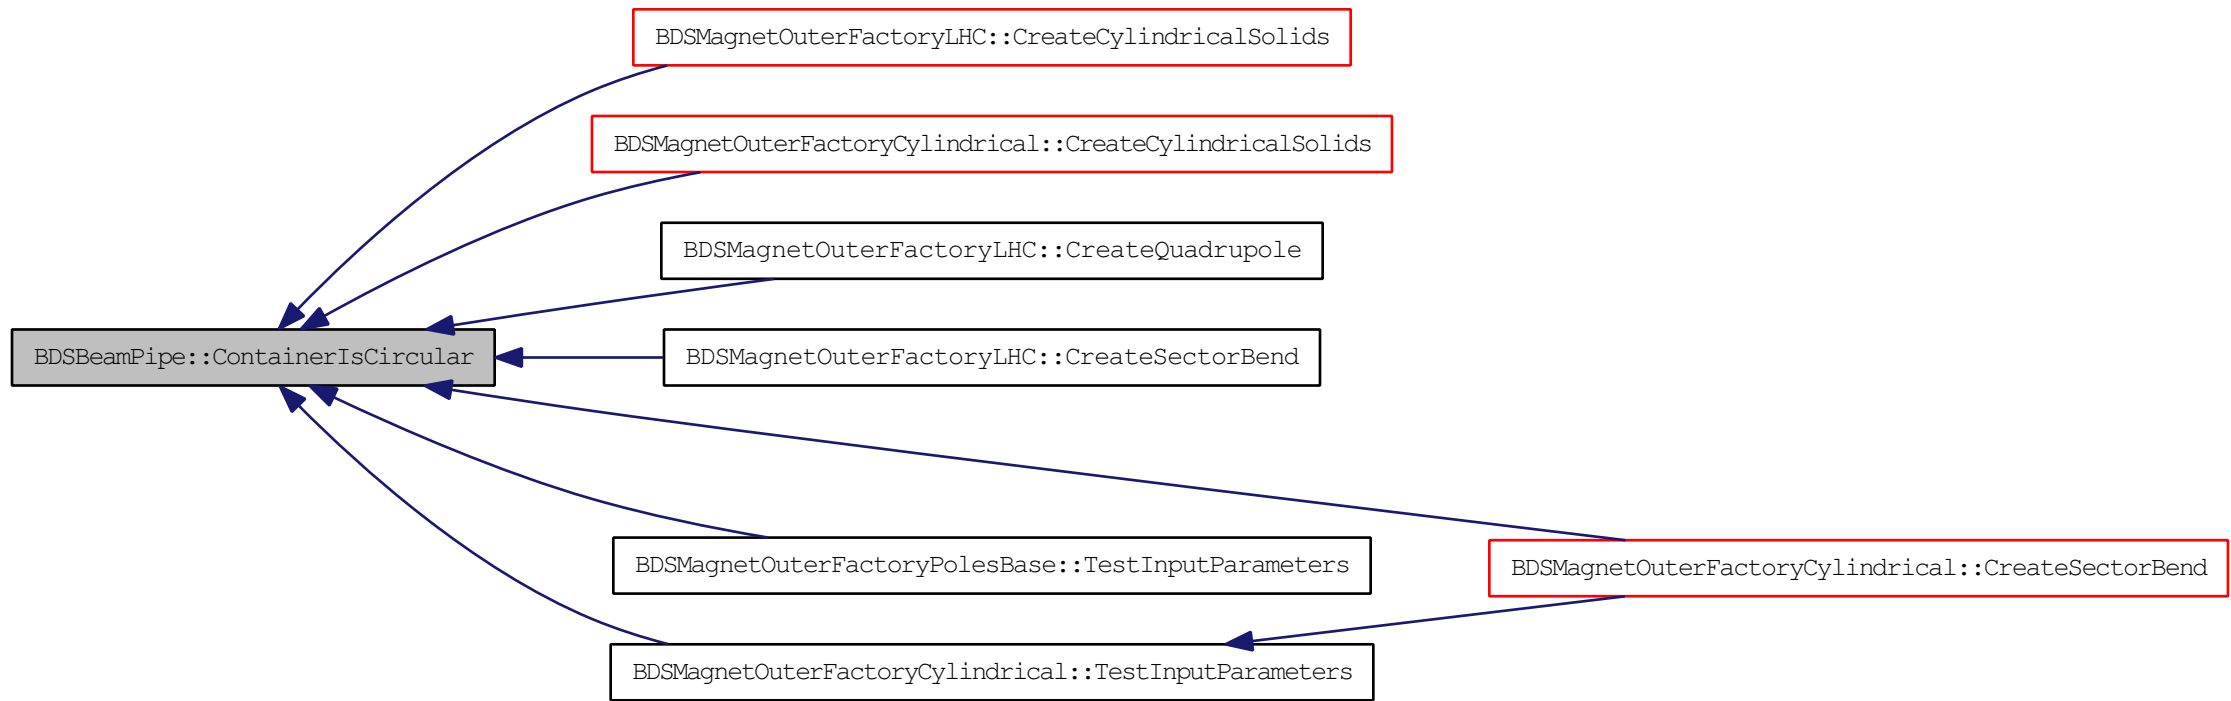 BDSMagnetOuterFactoryLHC::CreateCylindricalSolids
BDSMagnetOuterFactoryCylindrical::CreateCylindricalSolids
BDSMagnetOuterFactoryLHC::CreateQuadrupole
BDSBeamPipe::ContainerIsCircular
BDSMagnetOuterFactoryLHC::CreateSectorBend
BDSMagnetOuterFactoryPolesBase::TestInputParameters
BDSMagnetOuterFactoryCylindrical::CreateSectorBend
BDSMagnetOuterFactoryCylindrical::TestInputParameters